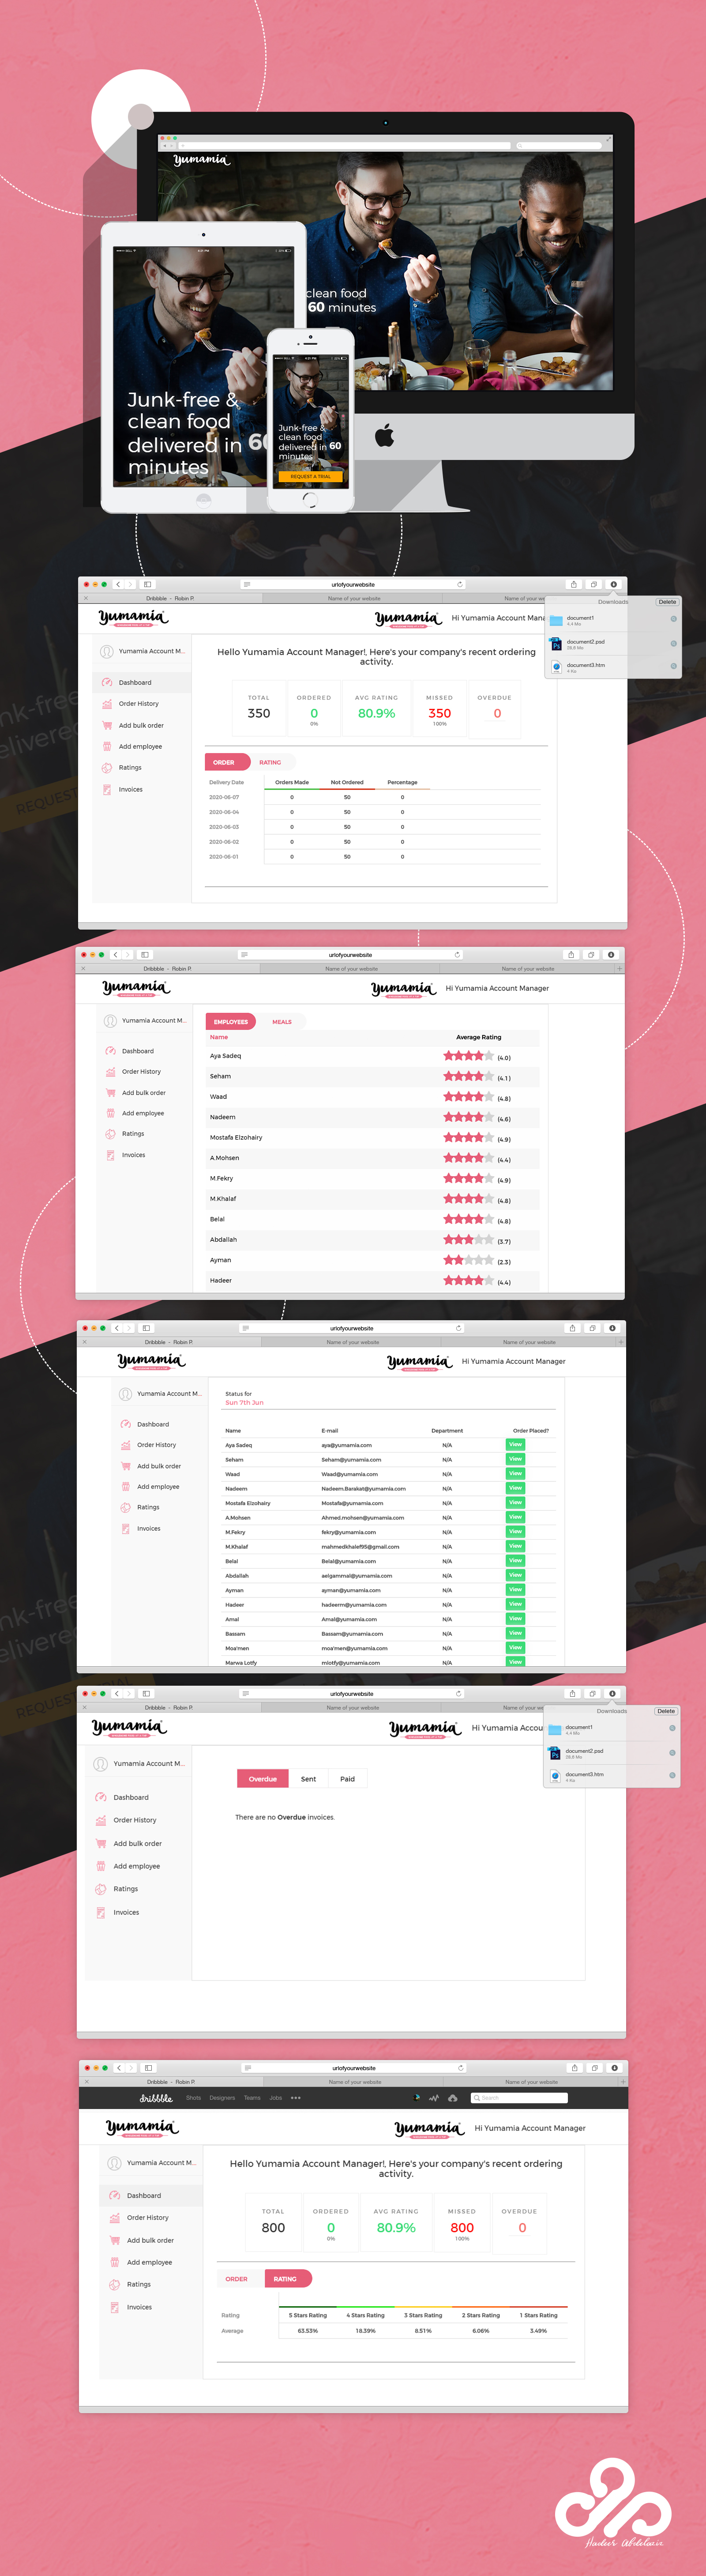 yumamia
clean food
60 minutes
Junk-free &
clean food
delivered in 60
minutes
Junk-free &
clean food
delivered in 60
minutes
REQUEST A TRIAL
urlofyourwebsite
Dribbble - Robin P.
Name of your website
Name of your we
Downloads
Delete
document1
4.4 Mo
document2.psd
document3.htm
4 Ko
yumamia
yumamia
Hi Yumamia Account Mana
Yumamia Account M...
Dashboard
Order History
Add bulk order
Add employee
Ratings
Invoices
Hello Yumamia Account Manager!, Here's your company's recent ordering
activity.
TOTAL ORDERED AVG RATING MISSED OVERDUE
350 0 80.9% 350 0
0% 100%
ORDER RATING
Delivery Date Orders Made Not Ordered Percentage
2020-06-07 0 50 0
2020-06-04 0 50 0
2020-06-03 0 50 0
2020-06-02 0 50 0
2020-06-01 0 50 0
urlofyourwebsite
Dribbble - Robin P.
Name of your website
Name of your website
yumamia
yumamia
Hi Yumamia Account Manager
Yumamia Account M...
Dashboard
Order History
Add bulk order
Add employee
Ratings
Invoices
EMPLOYEES MEALS
Name Average Rating
Aya Sadeq (4.0)
Seham (4.1)
Waad (4.8)
Nadeem (4.6)
Mostafa Elzohairy (4.9)
A.Mohsen (4.4)
M.Fekry (4.9)
M.Khalaf (4.8)
Belal (4.8)
Abdallah (3.7)
Ayman (2.3)
Hadeer (4.4)
urlofyourwebsite
Dribbble - Robin P.
Name of your website
Name of your website
yumamia
yumamia
Hi Yumamia Account Manager
Yumamia Account M...
Dashboard
Order History
Add bulk order
Add employee
Ratings
Invoices
Status for
Sun 7th Jun
Name E-mail Department Order Placed?
Aya Sadeq aya@yumamia.com N/A View
Seham Seham@yumamia.com N/A View
Waad Waad@yumamia.com N/A View
Nadeem Nadeem.Barakat@yumamia.com N/A View
Mostafa Elzohairy Mostafa@yumamia.com N/A View
A.Mohsen Ahmed.mohsen@yumamia.com N/A View
M.Fekry fekry@yumamia.com N/A View
M.Khalaf mahmedkhalef95@gmail.com N/A View
Belal Belal@yumamia.com N/A View
Abdallah aelgammal@yumamia.com N/A View
Ayman ayman@yumamia.com N/A View
Hadeer hadeerm@yumamia.com N/A View
Amal Amal@yumamia.com N/A View
Bassam Bassam@yumamia.com N/A View
Moa'men moa'men@yumamia.com N/A View
Marwa Lotfy mlotfy@yumamia.com N/A View
urlofyourwebsite
Dribbble - Robin P.
Name of your website
Name of your we
Downloads
Delete
document1
4.4 Mo
document2.psd
document3.htm
4 Ko
yumamia
yumamia
Hi Yumamia Accou
Yumamia Account M...
Dashboard
Order History
Add bulk order
Add employee
Ratings
Invoices
Overdue Sent Paid
There are no Overdue invoices.
urlofyourwebsite
Dribbble - Robin P.
Name of your website
Name of your website
dribbble Shots Designers Teams Jobs Search
yumamia
yumamia
Hi Yumamia Account Manager
Yumamia Account M...
Dashboard
Order History
Add bulk order
Add employee
Ratings
Invoices
Hello Yumamia Account Manager!, Here's your company's recent ordering
activity.
TOTAL ORDERED AVG RATING MISSED OVERDUE
800 0 80.9% 800 0
0% 100%
ORDER RATING
Rating 5 Stars Rating 4 Stars Rating 3 Stars Rating 2 Stars Rating 1 Stars Rating
Average 63.53% 18.39% 8.51% 6.06% 3.49%